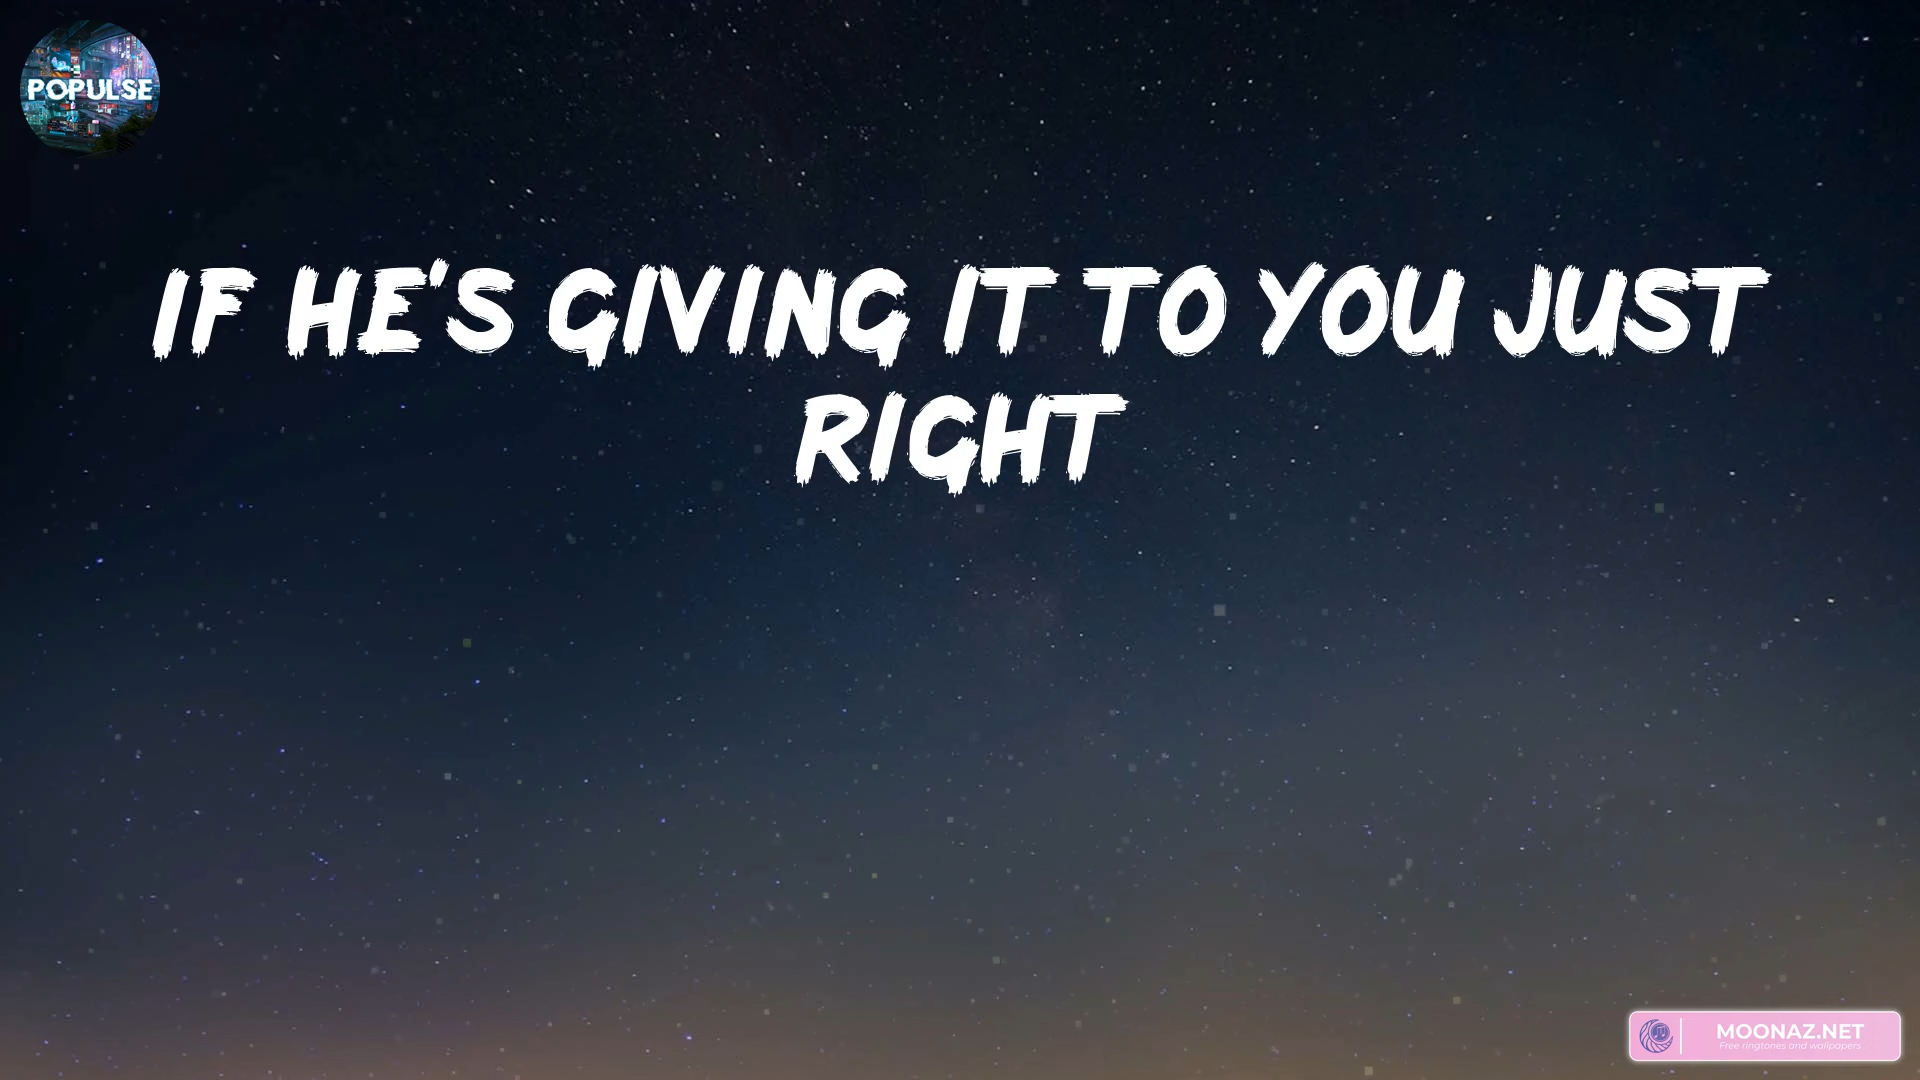 POPULSE
IF HE'S GIVING IT TO YOU JUST
RIGHT
MOONAZ.NET
Free ringtones and wallpapers